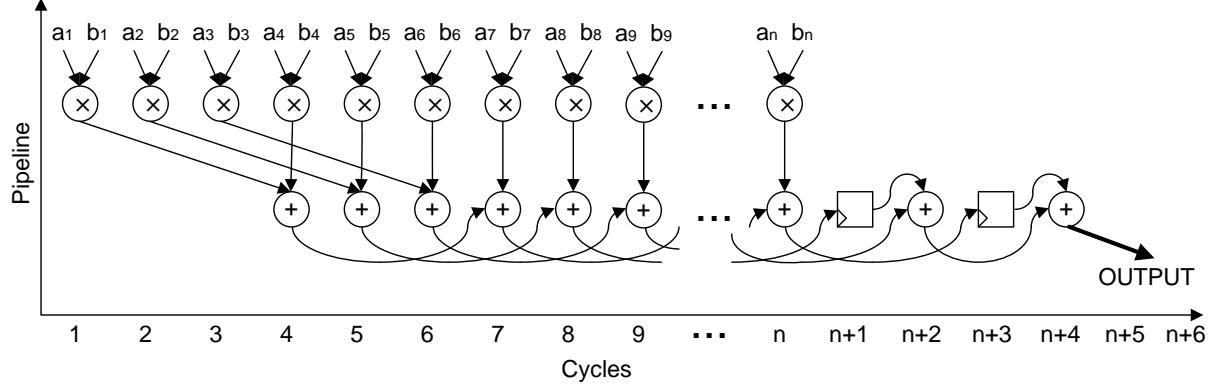 a1 b1 a2 b2 a3 b3 a4 b4 a5 b5 a6 b6 a7 b7 a8 b8 a9 b9 an bn
× × × × × × × × × ... ×
Pipeline
+ + + + + + ... + + +
OUTPUT
1 2 3 4 5 6 7 8 9 ... n n+1 n+2 n+3 n+4 n+5 n+6
Cycles